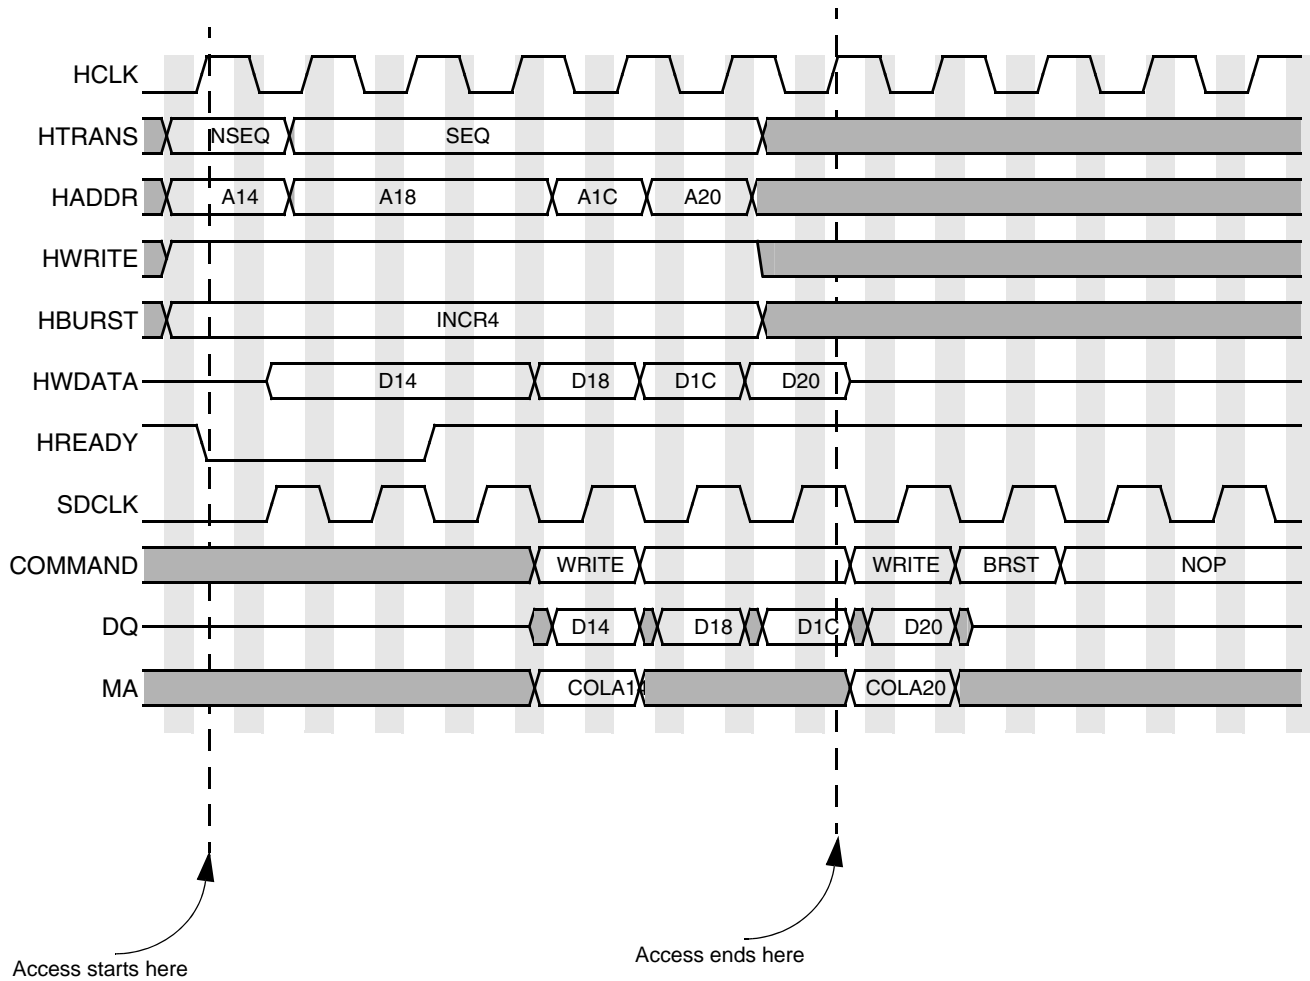 HCLK
HTRANS NSEQ SEQ
HADDR A14 A18 A1C A20
HWRITE
HBURST INCR4
HWDATA D14 D18 D1C D20
HREADY
SDCLK
COMMAND WRITE WRITE BRST NOP
DQ D14 D18 D1C D20
MA COLA14 COLA20
Access ends here
Access starts here